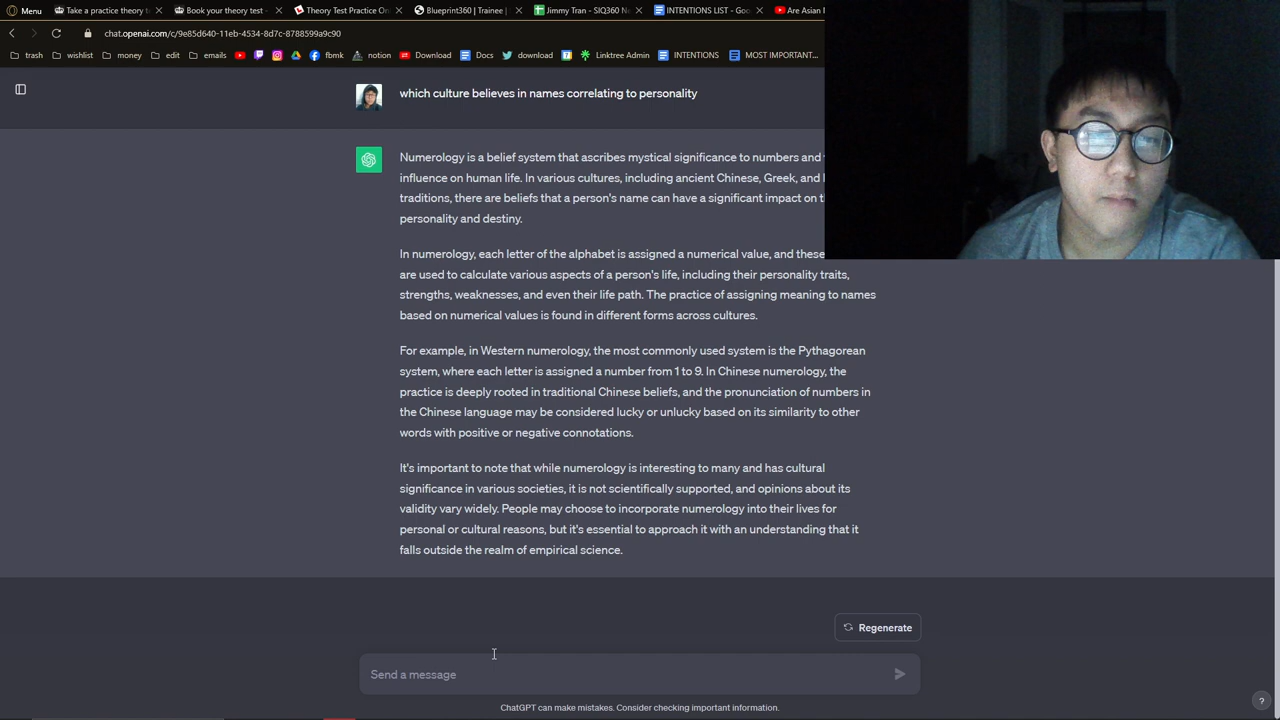 Menu
Take a practice theory t
Book your theory test -
Theory Test Practice On
Blueprint360 | Trainee |
Jimmy Tran - SIQ360 N
INTENTIONS LIST - Goo
Are Asian
chat.openai.com/c/9e85d640-11eb-4534-8d7c-8788599a9c90
trash
wishlist
money
edit
emails
fbmk
notion
Download
Docs
download
Linktree Admin
INTENTIONS
MOST IMPORTANT...
which culture believes in names correlating to personality
Numerology is a belief system that ascribes mystical significance to numbers and
influence on human life. In various cultures, including ancient Chinese, Greek, and
traditions, there are beliefs that a person's name can have a significant impact on
personality and destiny.
In numerology, each letter of the alphabet is assigned a numerical value, and these
are used to calculate various aspects of a person's life, including their personality traits,
strengths, weaknesses, and even their life path. The practice of assigning meaning to names
based on numerical values is found in different forms across cultures.
For example, in Western numerology, the most commonly used system is the Pythagorean
system, where each letter is assigned a number from 1 to 9. In Chinese numerology, the
practice is deeply rooted in traditional Chinese beliefs, and the pronunciation of numbers in
the Chinese language may be considered lucky or unlucky based on its similarity to other
words with positive or negative connotations.
It's important to note that while numerology is interesting to many and has cultural
significance in various societies, it is not scientifically supported, and opinions about its
validity vary widely. People may choose to incorporate numerology into their lives for
personal or cultural reasons, but it's essential to approach it with an understanding that it
falls outside the realm of empirical science.
Regenerate
Send a message
ChatGPT can make mistakes. Consider checking important information.
?